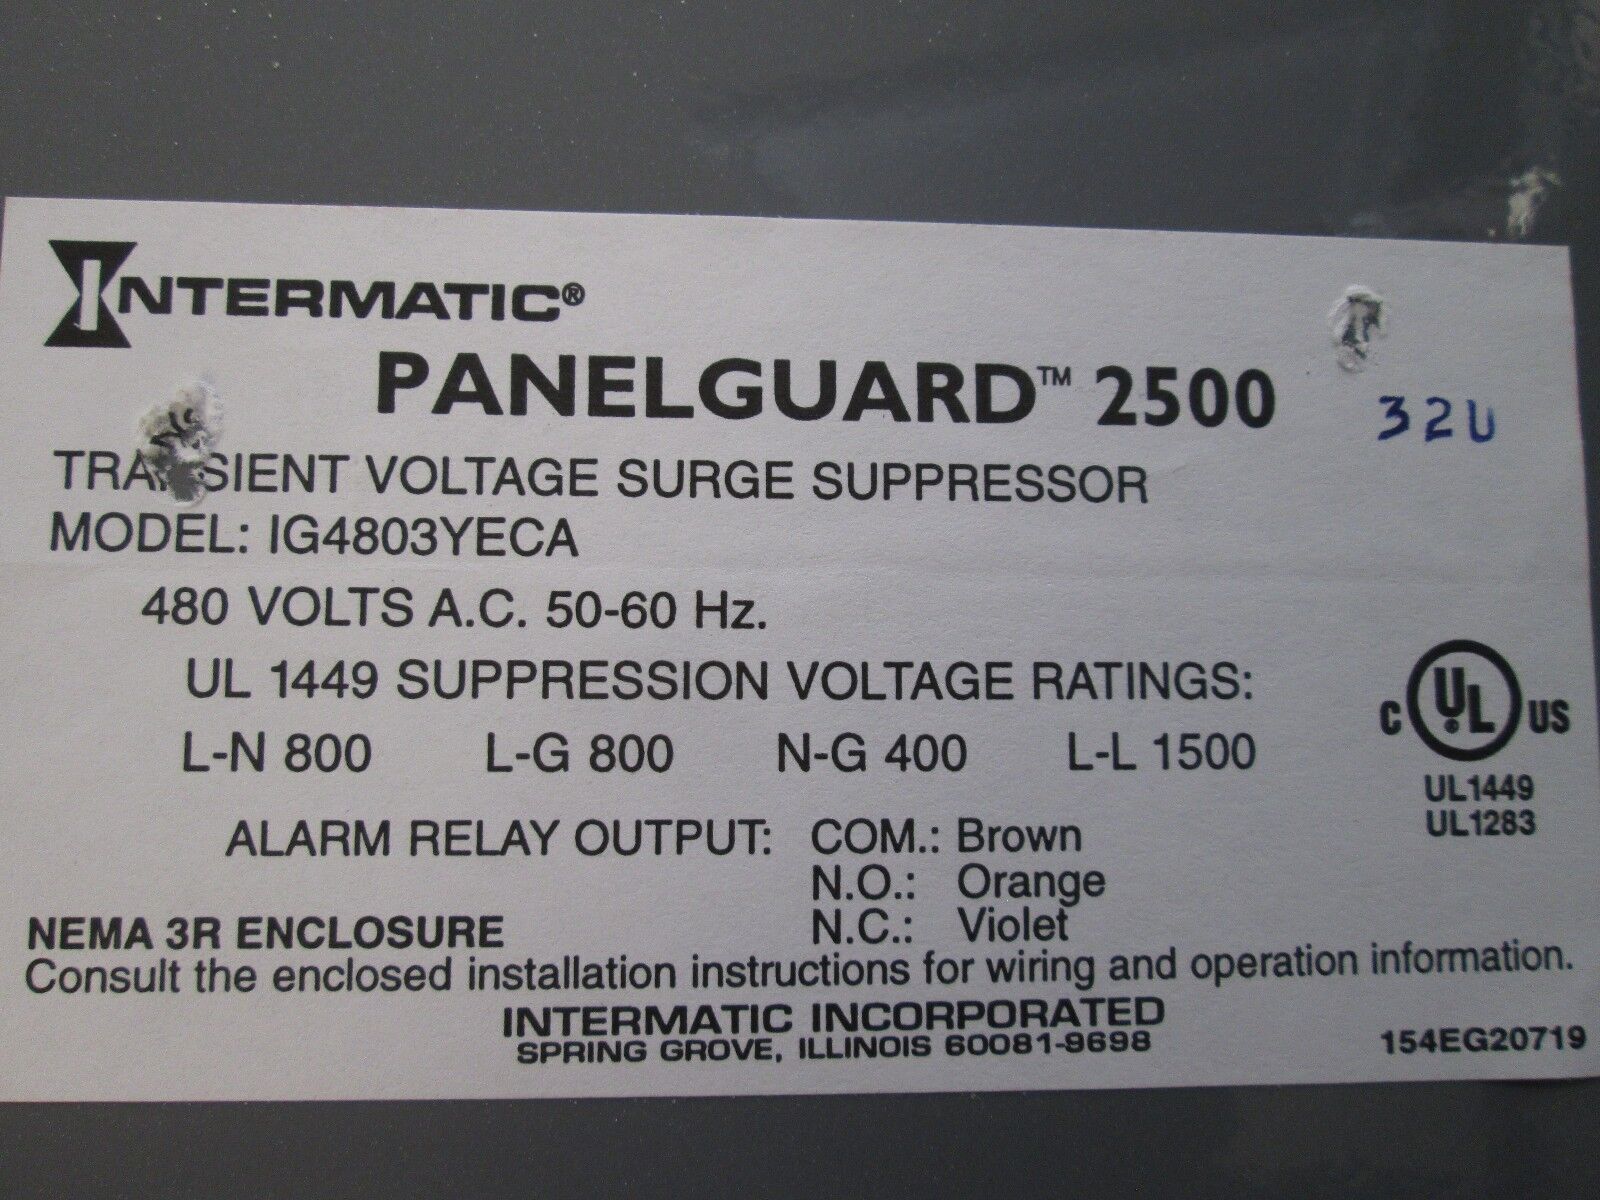 INTERMATIC®
PANELGUARD™ 2500
32U
TRANSIENT VOLTAGE SURGE SUPPRESSOR
MODEL: IG4803YECA
480 VOLTS A.C. 50-60 Hz.
UL 1449 SUPPRESSION VOLTAGE RATINGS:
L-N 800 L-G 800 N-G 400 L-L 1500
C UL® US
UL1449
UL1283
ALARM RELAY OUTPUT: COM.: Brown
N.O.: Orange
N.C.: Violet
NEMA 3R ENCLOSURE
Consult the enclosed installation instructions for wiring and operation information.
INTERMATIC INCORPORATED
SPRING GROVE, ILLINOIS 60081-9698
154EG20719